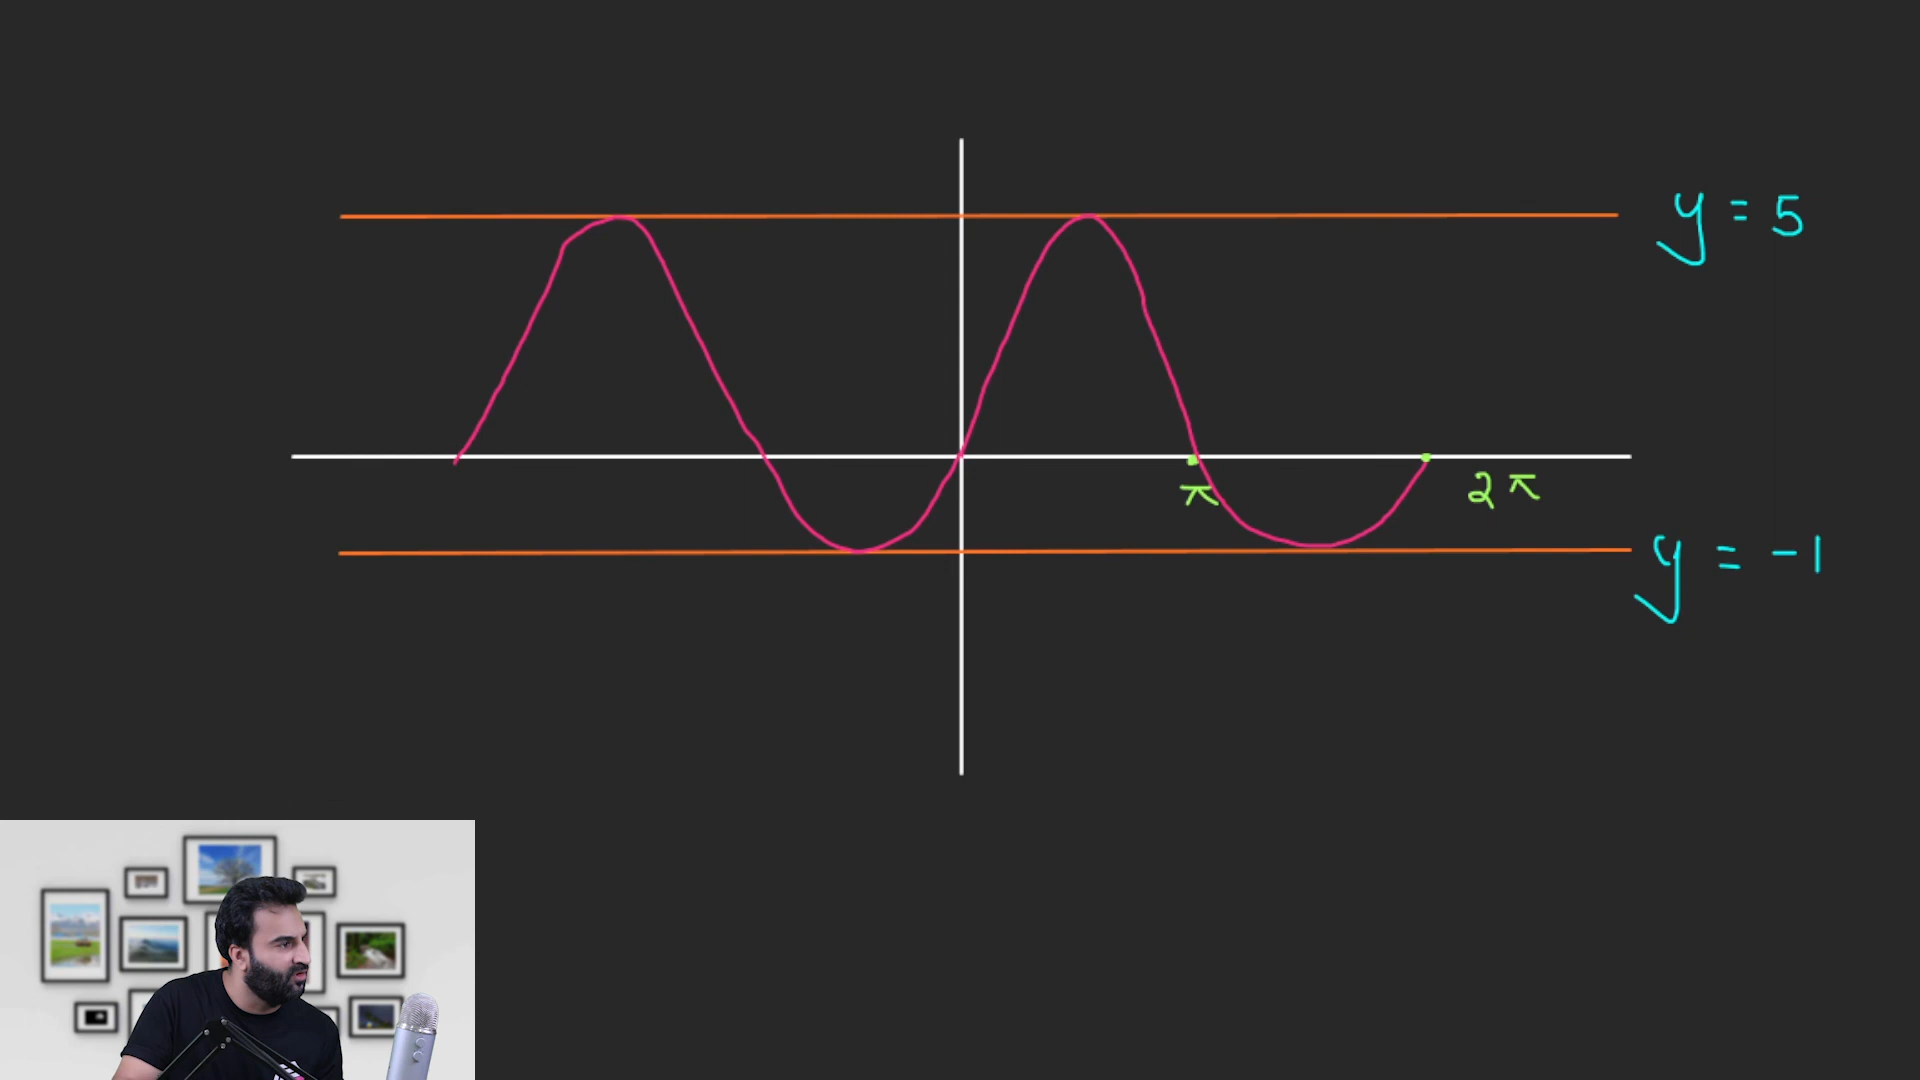 y = 5
π
2π
y = -1